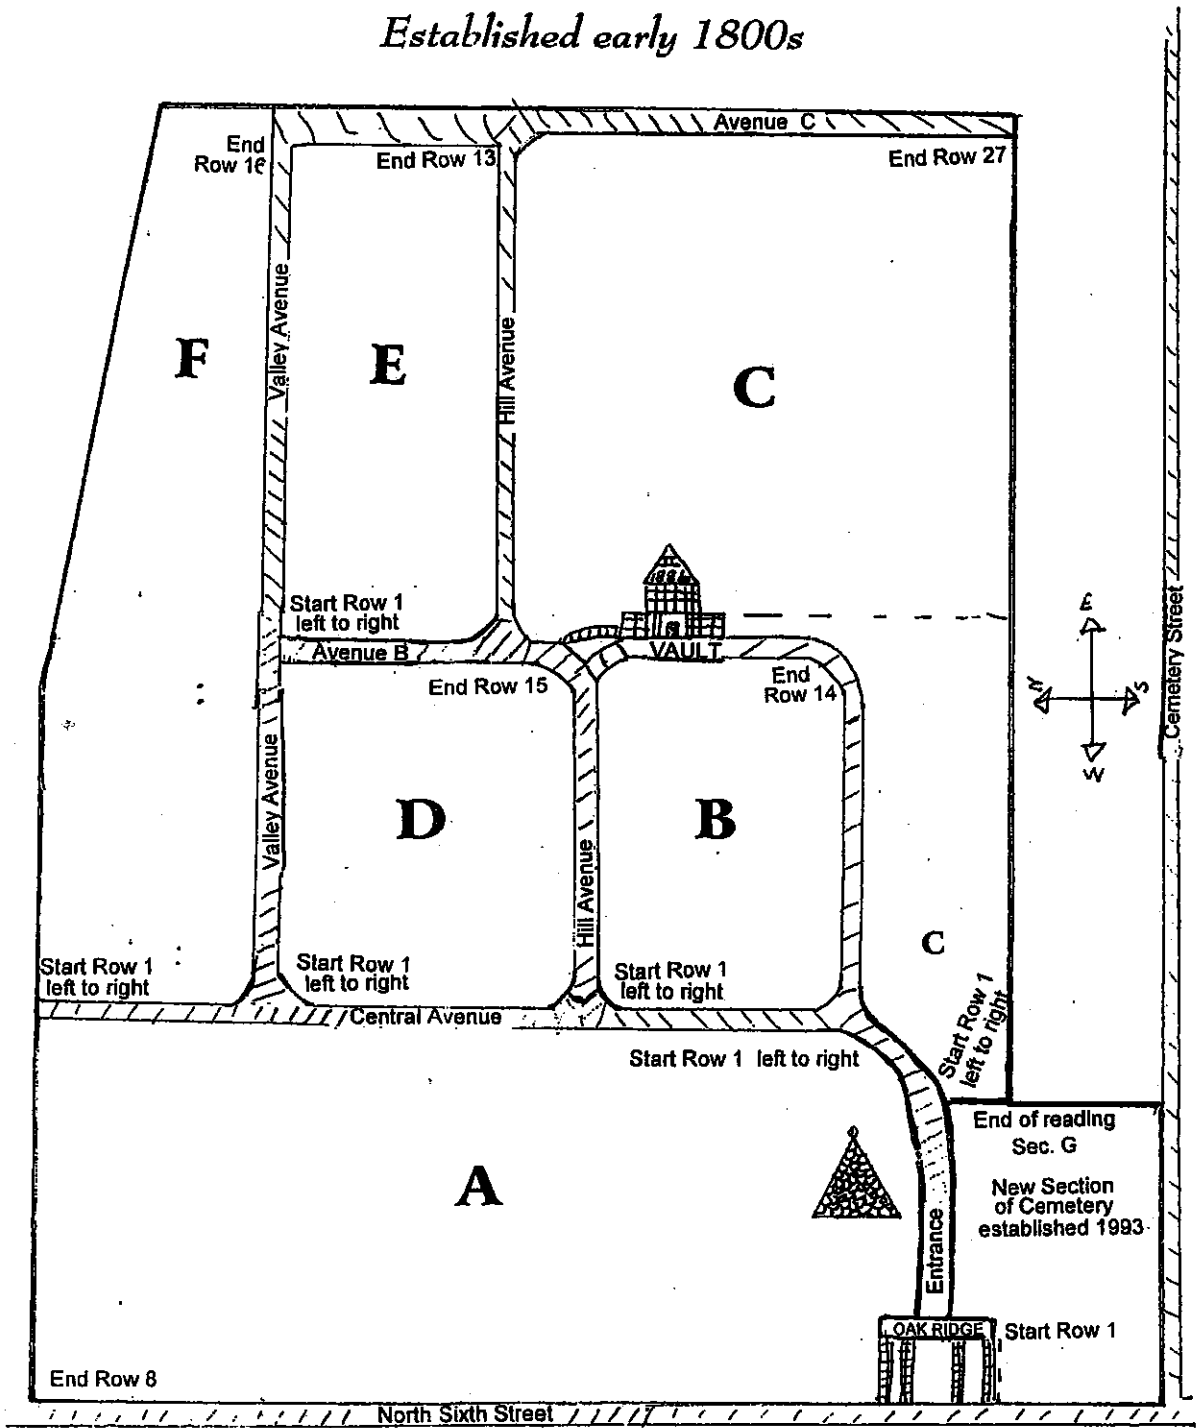 Established early 1800s
Avenue C
End
Row 16
End Row 13
End Row 27
Valley Avenue
Hill Avenue
F
E
C
1886
Start Row 1
left to right
Avenue B
VAULT
End Row 15
End
Row 14
E
N
S
W
Cemetery Street
Valley Avenue
D
B
Hill Avenue
C
Start Row 1
left to right
Start Row 1
left to right
Start Row 1
left to right
Start Row 1
left to right
Central Avenue
Start Row 1 left to right
End of reading
Sec. G
New Section
of Cemetery
established 1993
A
Entrance
OAK RIDGE
Start Row 1
End Row 8
North Sixth Street